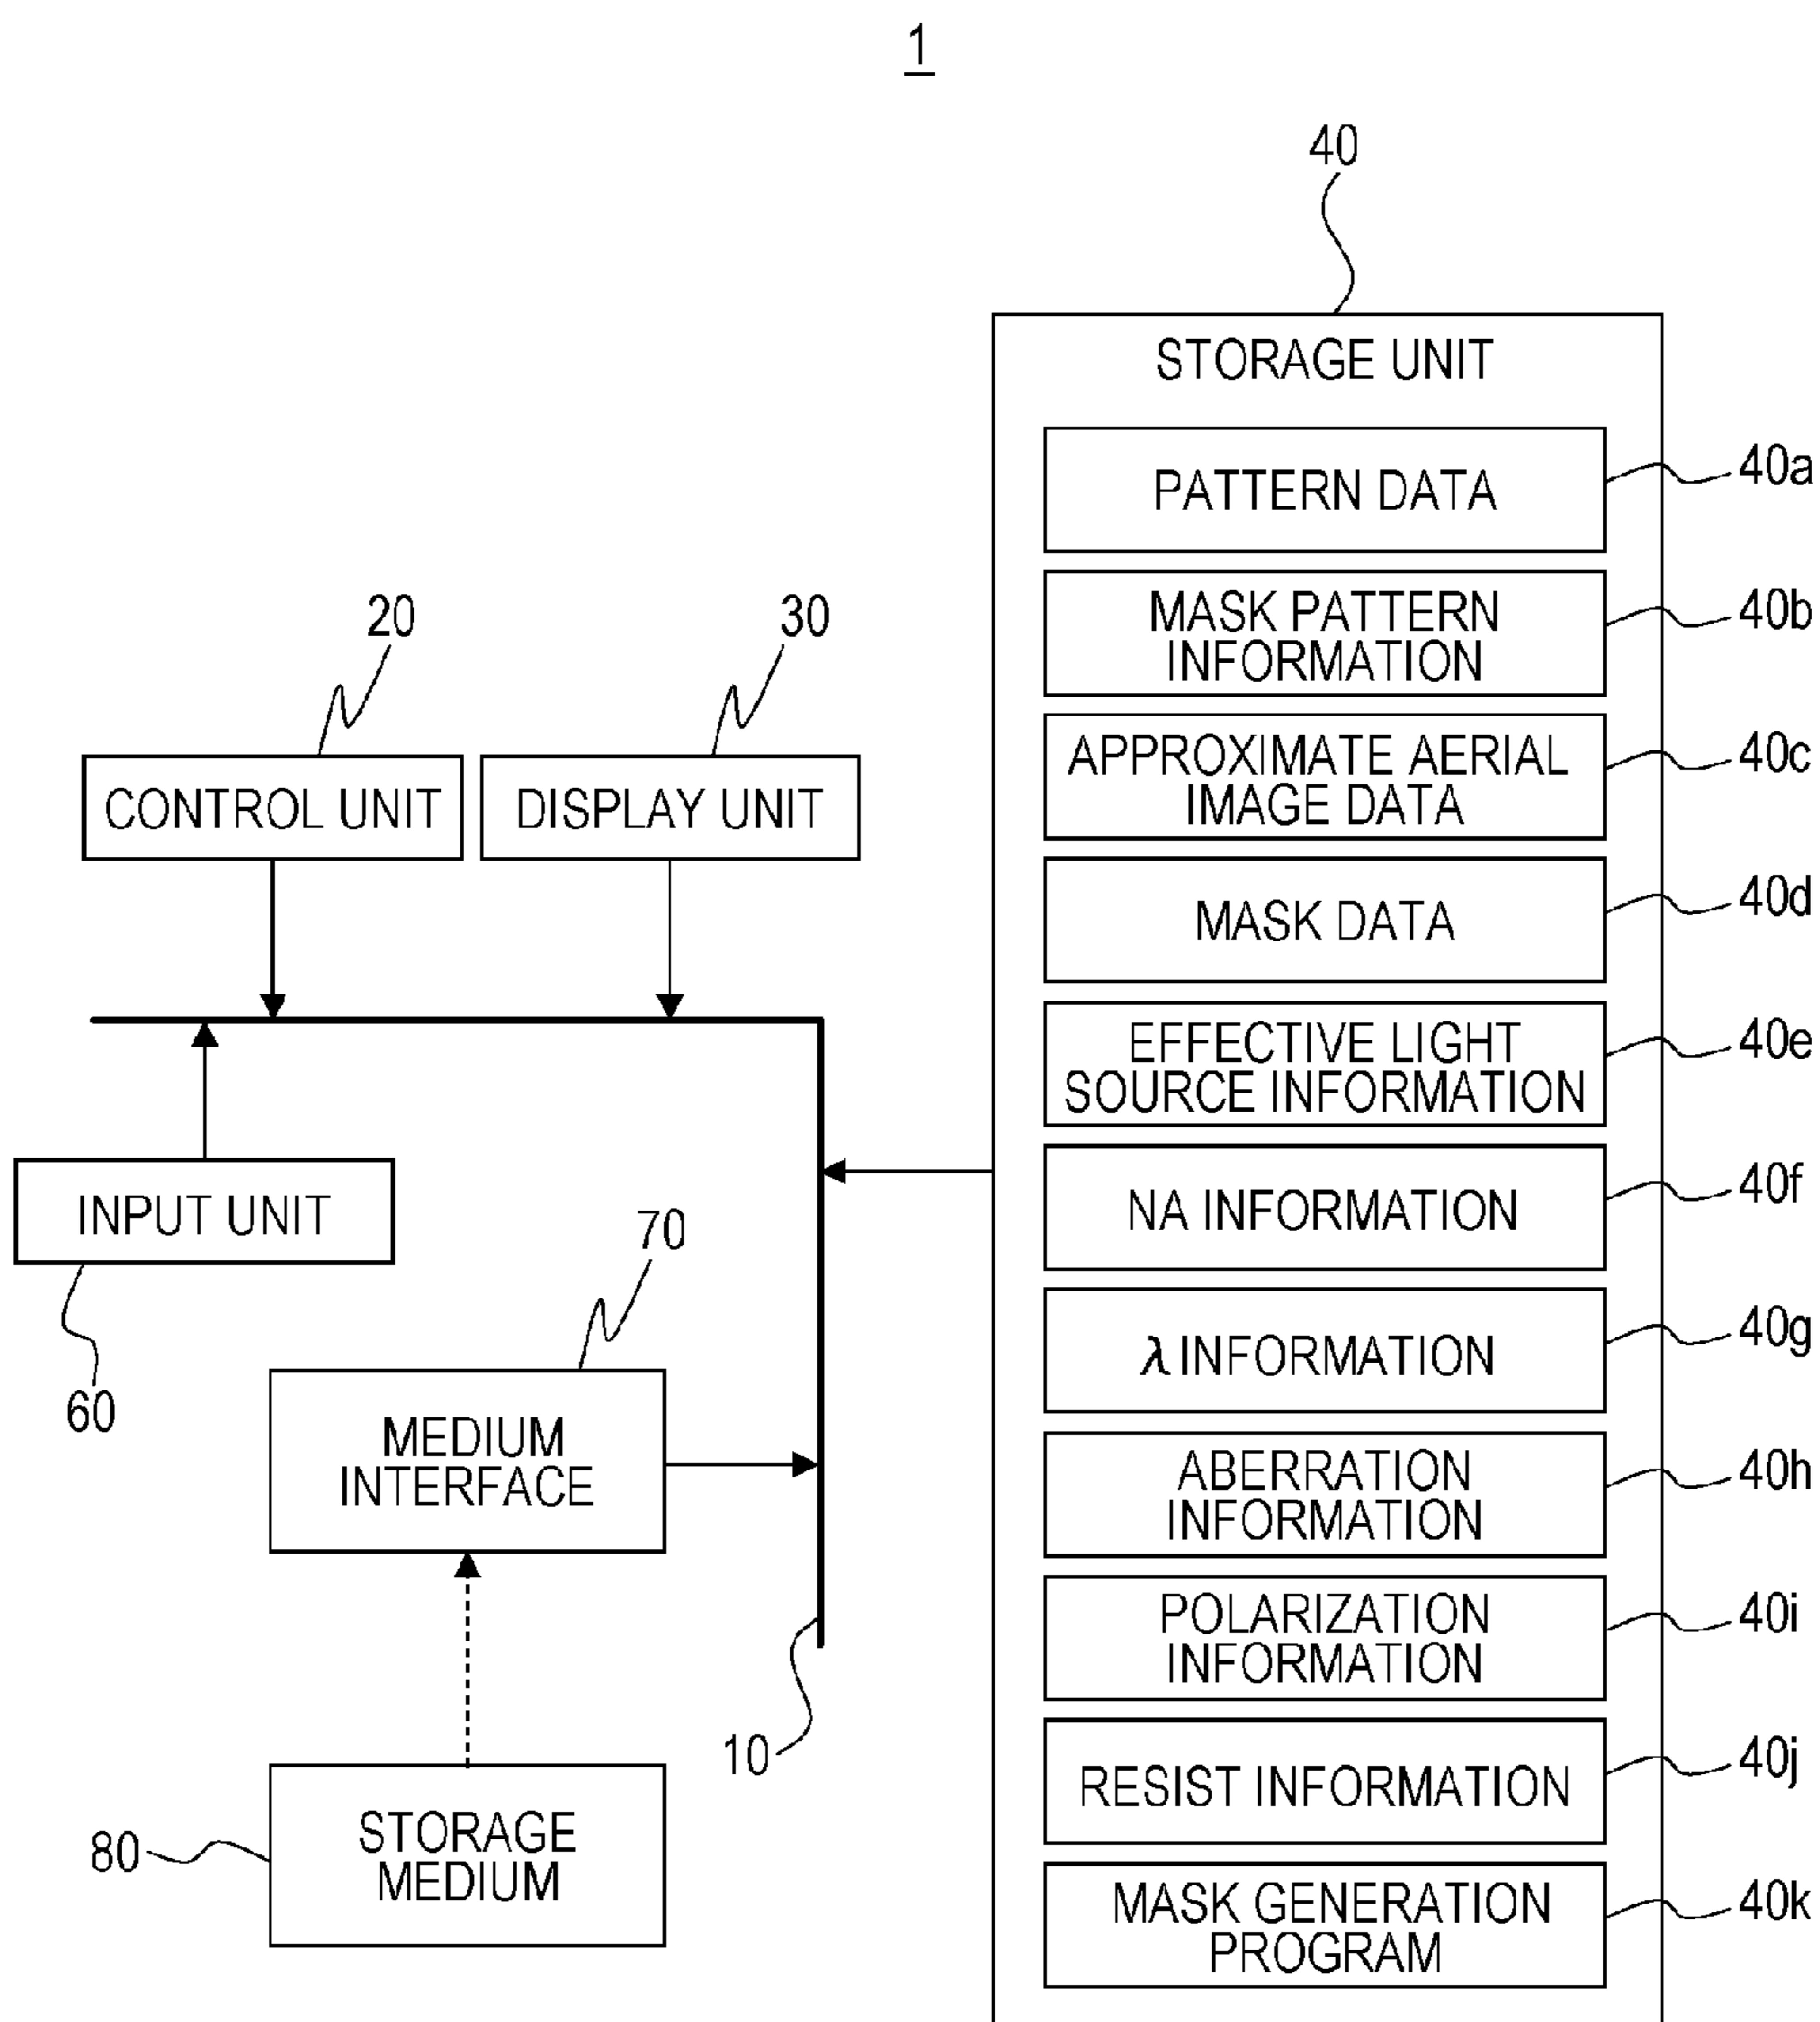 1
40
STORAGE UNIT
PATTERN DATA
40a
MASK PATTERN
INFORMATION
40b
APPROXIMATE AERIAL
IMAGE DATA
40c
MASK DATA
40d
EFFECTIVE LIGHT
SOURCE INFORMATION
40e
NA INFORMATION
40f
λ INFORMATION
40g
ABERRATION
INFORMATION
40h
POLARIZATION
INFORMATION
40i
RESIST INFORMATION
40j
MASK GENERATION
PROGRAM
40k
20
CONTROL UNIT
30
DISPLAY UNIT
INPUT UNIT
60
70
MEDIUM
INTERFACE
10
80
STORAGE
MEDIUM